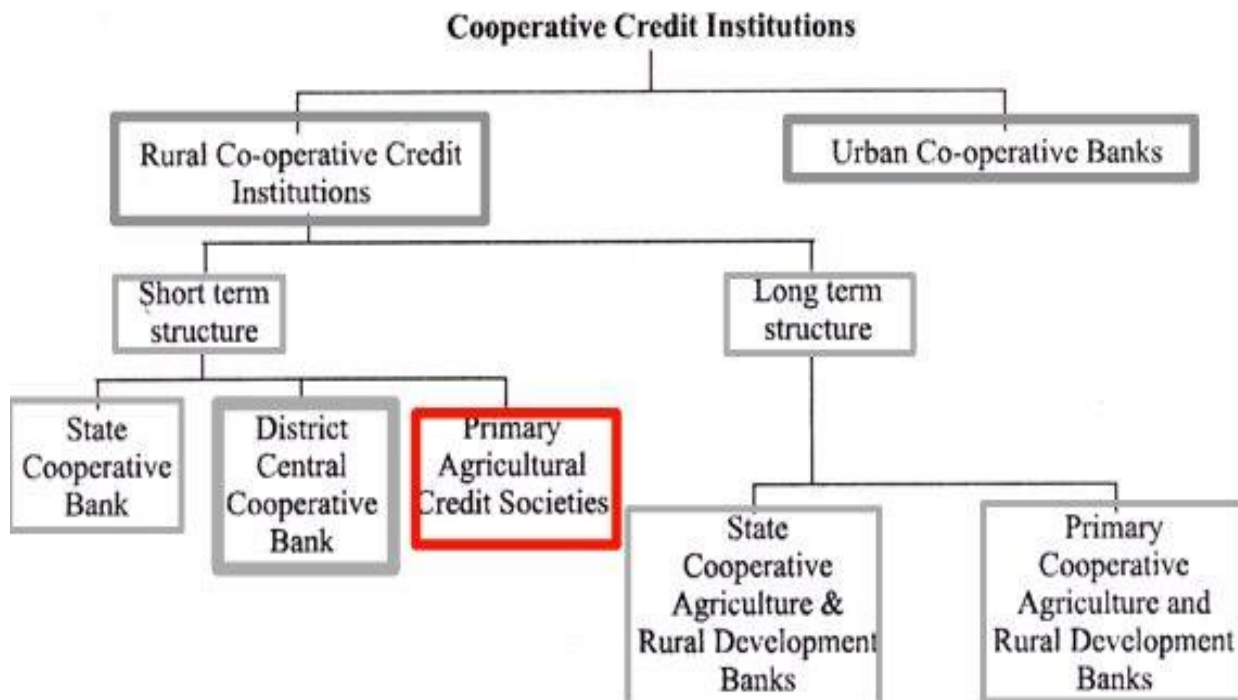 Cooperative Credit Institutions
Rural Co-operative Credit
Institutions
Urban Co-operative Banks
Short term
structure
Long term
structure
State
Cooperative
Bank
District
Central
Cooperative
Bank
Primary
Agricultural
Credit Societies
State
Cooperative
Agriculture &
Rural Development
Banks
Primary
Cooperative
Agriculture and
Rural Development
Banks